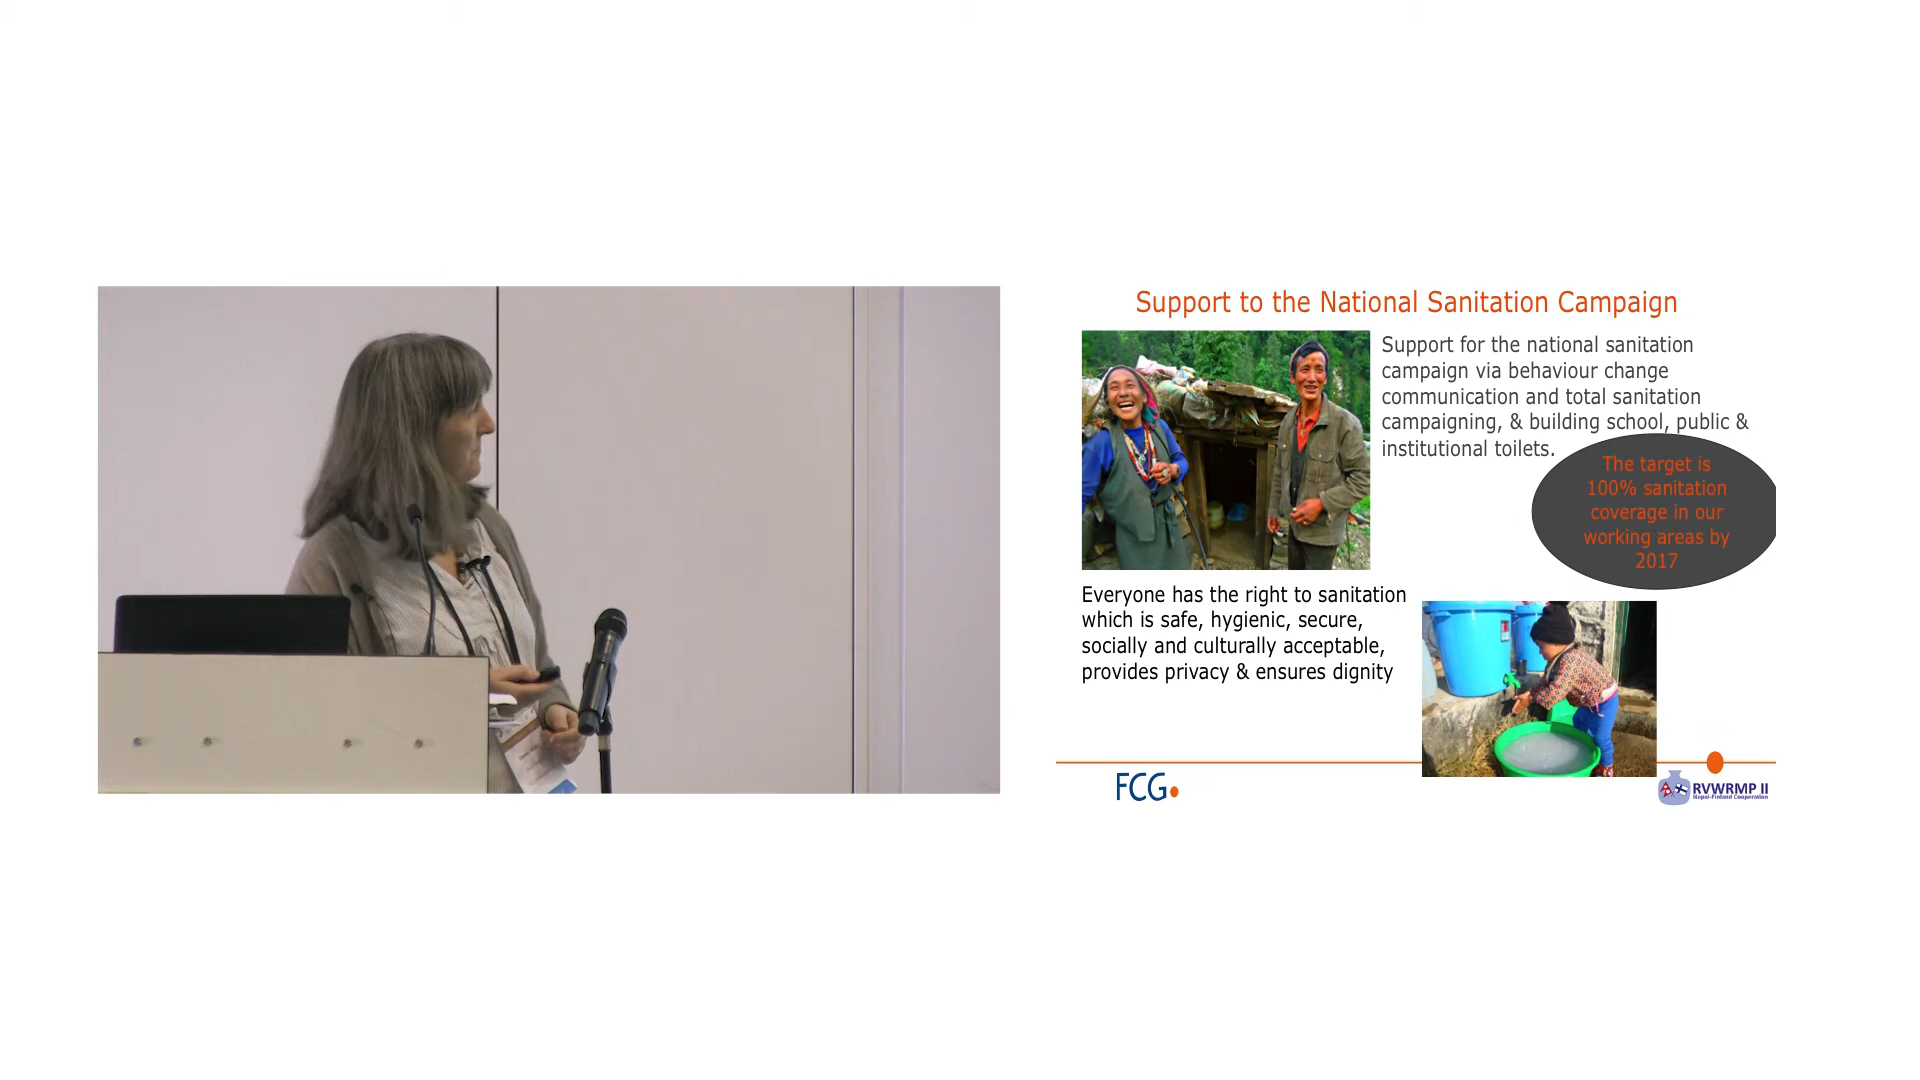 Support to the National Sanitation Campaign
Support for the national sanitation
campaign via behaviour change
communication and total sanitation
campaigning, & building school, public &
institutional toilets.
The target is
100% sanitation
coverage in our
working areas by
2017
Everyone has the right to sanitation
which is safe, hygienic, secure,
socially and culturally acceptable,
provides privacy & ensures dignity
FCG
RVWRMP II
Nepal-Finland Cooperation